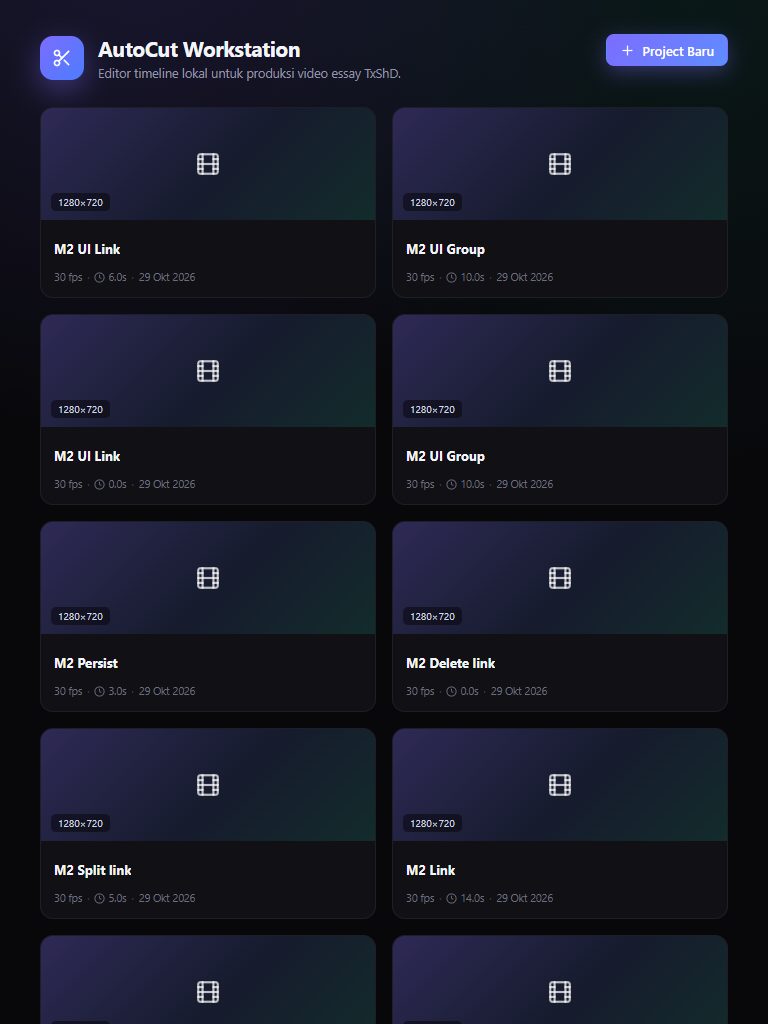 AutoCut Workstation
Editor timeline lokal untuk produksi video essay TxShD.
Project Baru
1280×720
M2 UI Link
30 fps · 6.0s · 29 Okt 2026
1280×720
M2 UI Group
30 fps · 10.0s · 29 Okt 2026
1280×720
M2 UI Link
30 fps · 0.0s · 29 Okt 2026
1280×720
M2 UI Group
30 fps · 10.0s · 29 Okt 2026
1280×720
M2 Persist
30 fps · 3.0s · 29 Okt 2026
1280×720
M2 Delete link
30 fps · 0.0s · 29 Okt 2026
1280×720
M2 Split link
30 fps · 5.0s · 29 Okt 2026
1280×720
M2 Link
30 fps · 14.0s · 29 Okt 2026